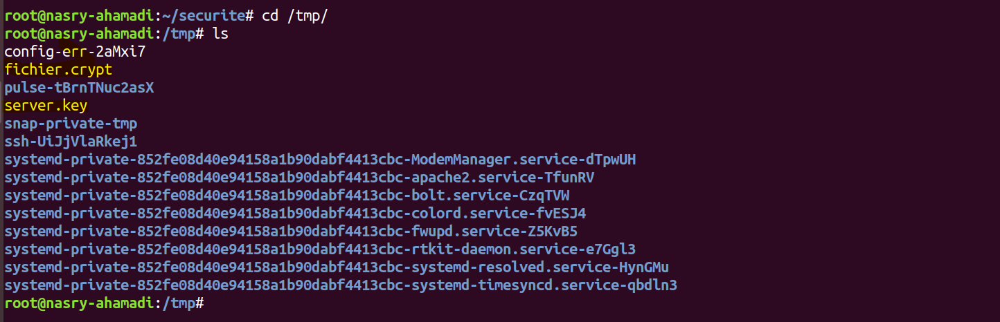 root@nasry-ahamadi:~/securite# cd /tmp/
root@nasry-ahamadi:/tmp# ls
config-err-2aMxi7
fichier.crypt
pulse-tBrnTNuc2asX
server.key
snap-private-tmp
ssh-UiJjVlaRkej1
systemd-private-852fe08d40e94158a1b90dabf4413cbc-ModemManager.service-dTpwUH
systemd-private-852fe08d40e94158a1b90dabf4413cbc-apache2.service-TfunRV
systemd-private-852fe08d40e94158a1b90dabf4413cbc-bolt.service-CzqTVW
systemd-private-852fe08d40e94158a1b90dabf4413cbc-colord.service-fvESJ4
systemd-private-852fe08d40e94158a1b90dabf4413cbc-fwupd.service-Z5KvB5
systemd-private-852fe08d40e94158a1b90dabf4413cbc-rtkit-daemon.service-e7Ggl3
systemd-private-852fe08d40e94158a1b90dabf4413cbc-systemd-resolved.service-HynGMu
systemd-private-852fe08d40e94158a1b90dabf4413cbc-systemd-timesyncd.service-qbdln3
root@nasry-ahamadi:/tmp#